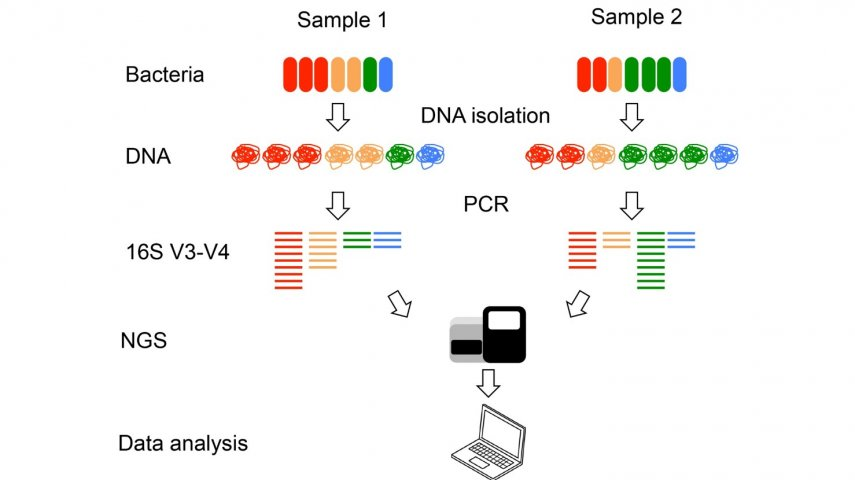 Sample 1
Sample 2
Bacteria
DNA isolation
DNA
PCR
16S V3-V4
NGS
Data analysis